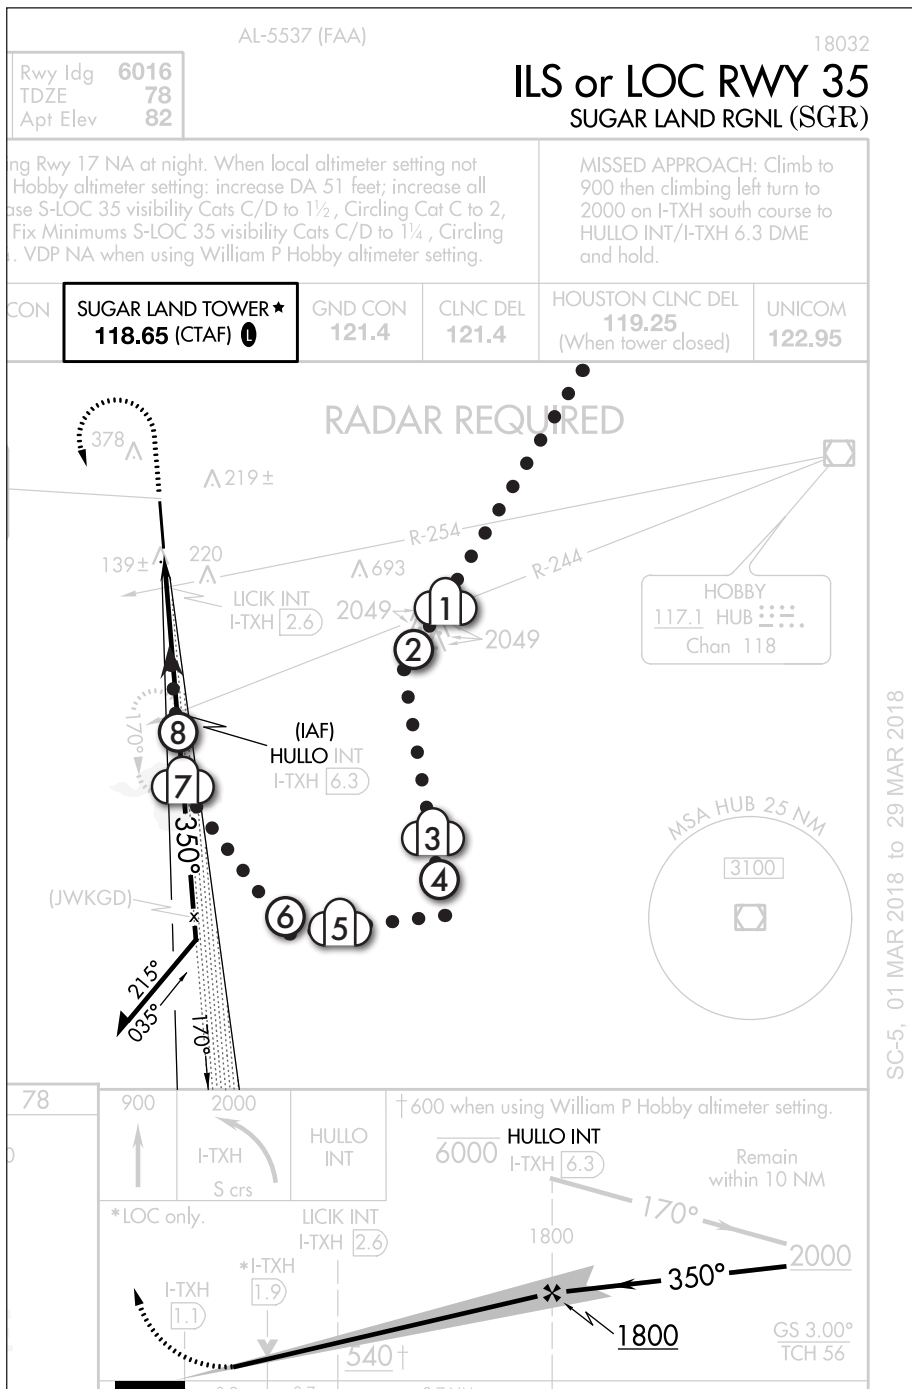 AL-5537 (FAA)
18032
Rwy Idg 6016
TDZE 78
Apt Elev 82
ILS or LOC RWY 35
SUGAR LAND RGNL (SGR)
ng Rwy 17 NA at night. When local altimeter setting not
Hobby altimeter setting: increase DA 51 feet; increase all
ase S-LOC 35 visibility Cats C/D to 1½, Circling Cat C to 2,
Fix Minimums S-LOC 35 visibility Cats C/D to 1¼, Circling
. VDP NA when using William P Hobby altimeter setting.
MISSED APPROACH: Climb to
900 then climbing left turn to
2000 on I-TXH south course to
HULLO INT/I-TXH 6.3 DME
and hold.
CON
SUGAR LAND TOWER★
118.65 (CTAF) L
GND CON
121.4
CLNC DEL
121.4
HOUSTON CLNC DEL
119.25
(When tower closed)
UNICOM
122.95
RADAR REQUIRED
378
219±
R-254
139±
220
693
R-244
LICIK INT
I-TXH 2.6
2049
1
2049
2
HOBBY
117.1 HUB
Chan 118
170°
8
(IAF)
HULLO INT
I-TXH 6.3
7
350°
3
MSA HUB 25 NM
3100
4
(JWKGD)
x
6
5
215°
035°
170°
SC-5, 01 MAR 2018 to 29 MAR 2018
78
900
2000
I-TXH
S crs
HULLO
INT
†600 when using William P Hobby altimeter setting.
6000
HULLO INT
I-TXH 6.3
Remain
within 10 NM
170°
*LOC only.
LICIK INT
I-TXH 2.6
1800
2000
*I-TXH
1.9
350°
I-TXH
1.1
1800
540†
GS 3.00°
TCH 56